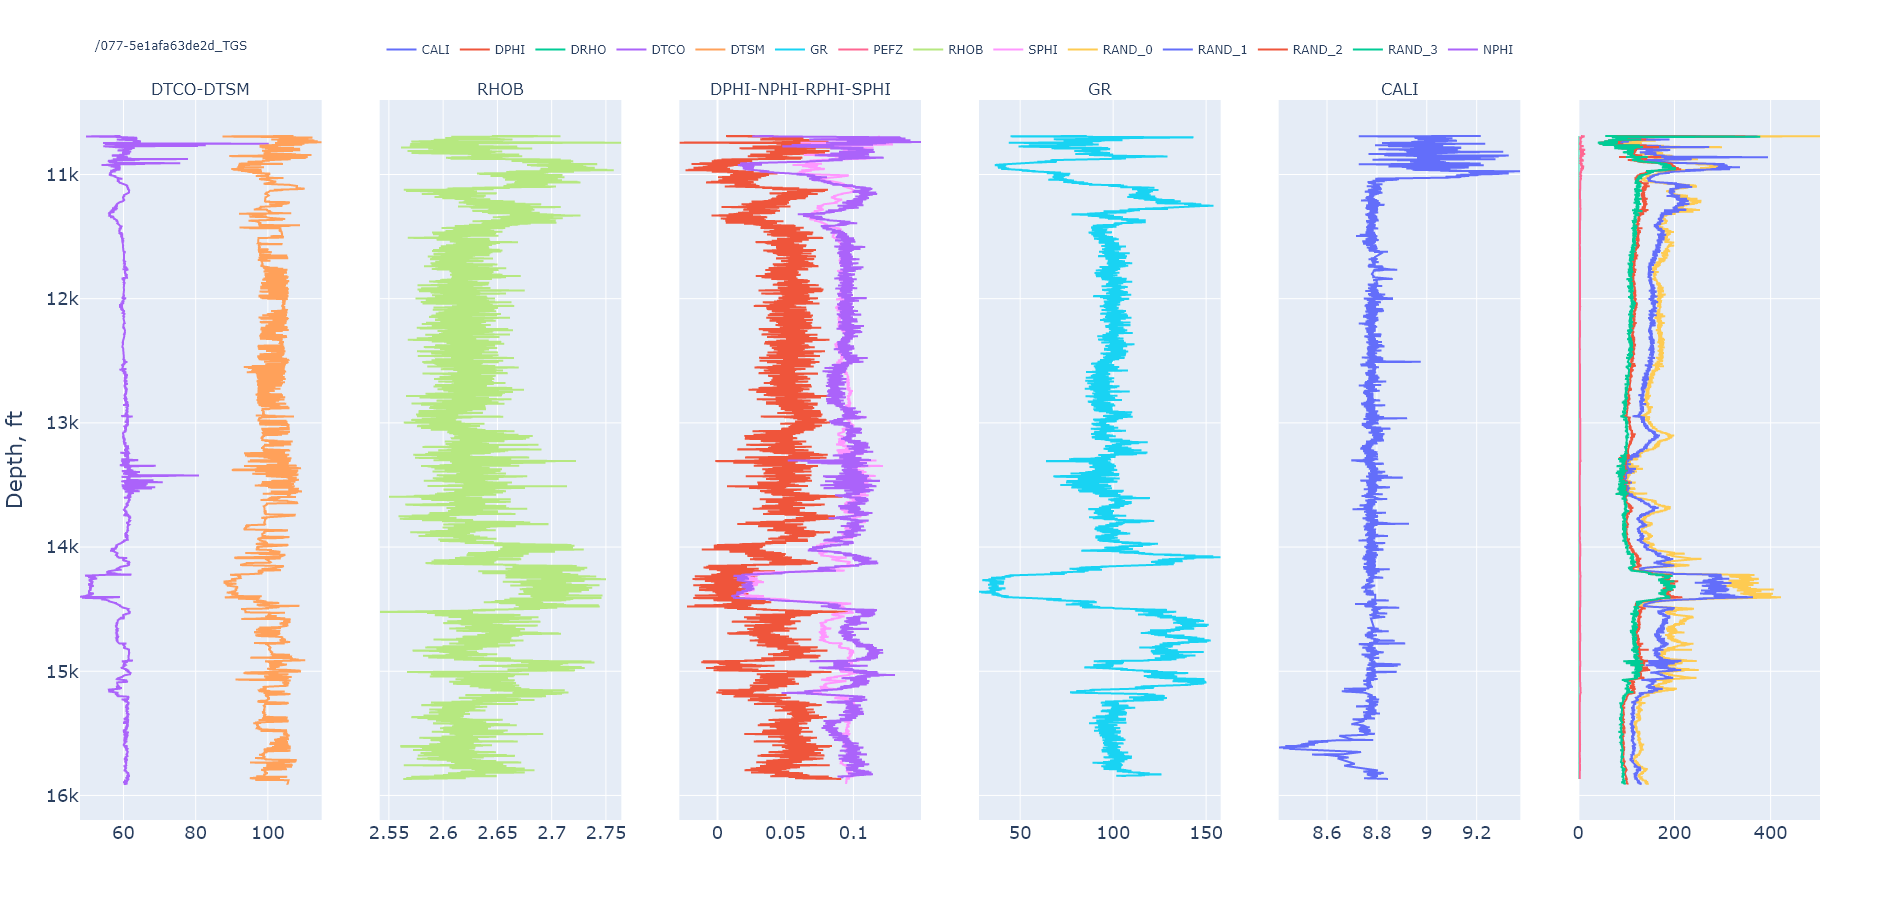 /077-5e1afa63de2d_TGS
CALI DPHI DRHO DTCO DTSM GR PEFZ RHOB SPHI RAND_0 RAND_1 RAND_2 RAND_3 NPHI
DTCO-DTSM RHOB DPHI-NPHI-RPHI-SPHI GR CALI
11k
12k
13k
Depth, ft
14k
15k
16k
60 80 100 2.55 2.6 2.65 2.7 2.75 0 0.05 0.1 50 100 150 8.6 8.8 9 9.2 0 200 400